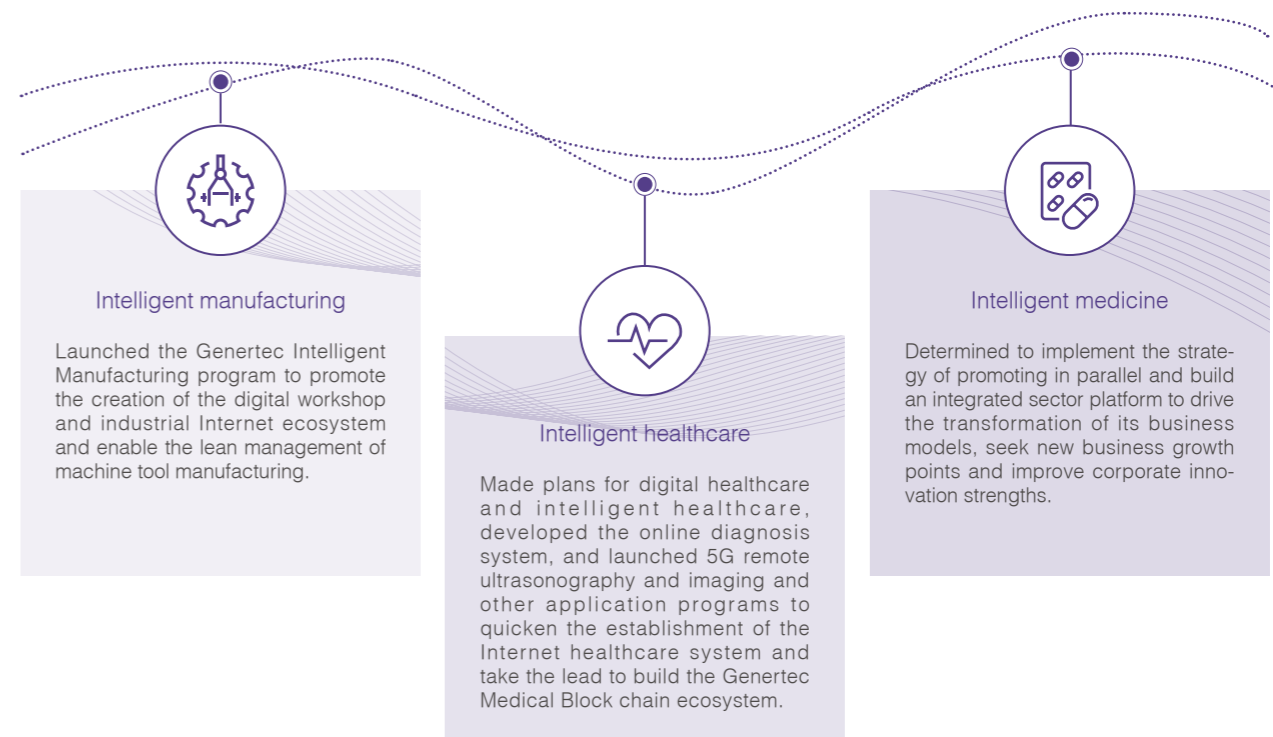 Intelligent manufacturing
Launched the Genertec Intelligent
Manufacturing program to promote
the creation of the digital workshop
and industrial Internet ecosystem
and enable the lean management of
machine tool manufacturing.
Intelligent healthcare
Made plans for digital healthcare
and intelligent healthcare,
developed the online diagnosis
system, and launched 5G remote
ultrasonography and imaging and
other application programs to
quicken the establishment of the
Internet healthcare system and
take the lead to build the Genertec
Medical Block chain ecosystem.
Intelligent medicine
Determined to implement the strate-
gy of promoting in parallel and build
an integrated sector platform to drive
the transformation of its business
models, seek new business growth
points and improve corporate inno-
vation strengths.